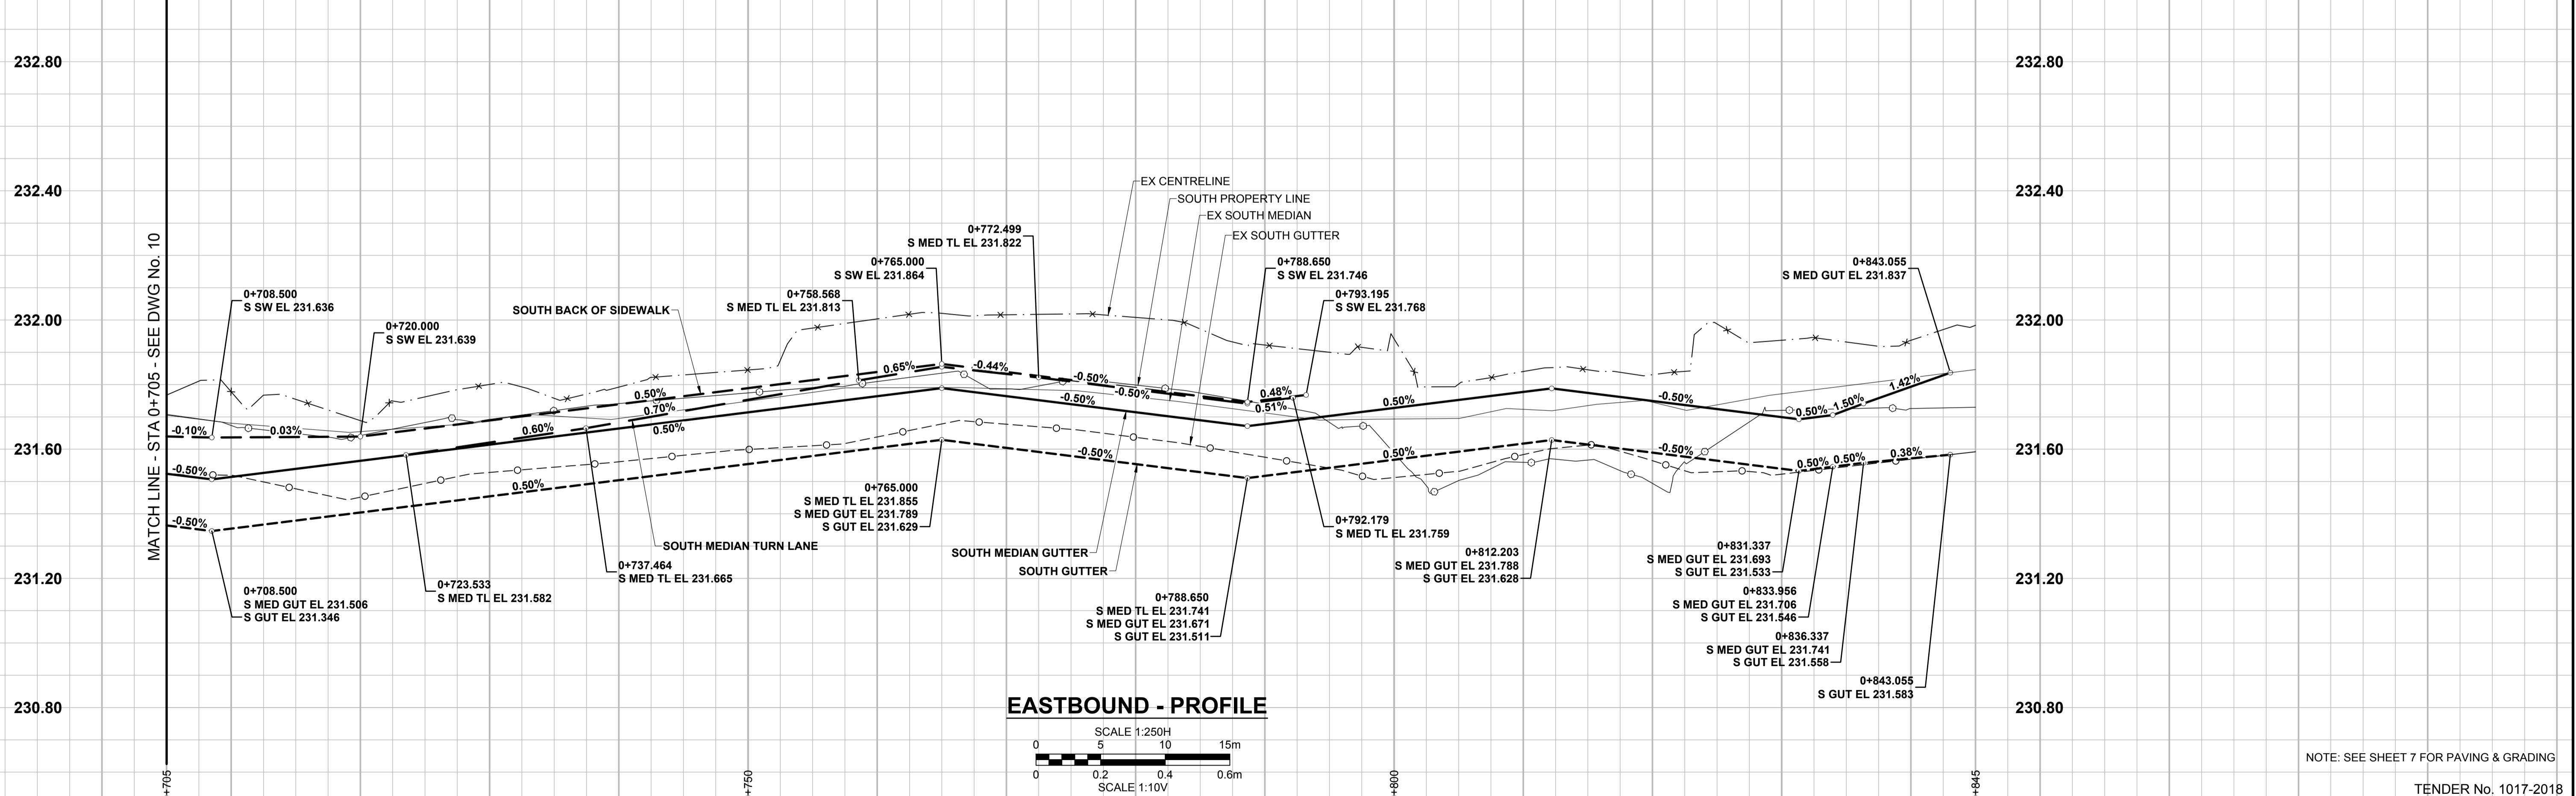 232.80
232.80
232.40
232.40
232.00
232.00
231.60
231.60
231.20
231.20
230.80
230.80
MATCH LINE - STA 0+705 - SEE DWG No. 10
EX CENTRELINE
SOUTH PROPERTY LINE
EX SOUTH MEDIAN
EX SOUTH GUTTER
0+708.500
S SW EL 231.636
0+720.000
S SW EL 231.639
SOUTH BACK OF SIDEWALK
0+758.568
S MED TL EL 231.813
0+765.000
S SW EL 231.864
0+772.499
S MED TL EL 231.822
0+788.650
S SW EL 231.746
0+793.195
S SW EL 231.768
0+843.055
S MED GUT EL 231.837
-0.10%
0.03%
0.50%
0.70%
0.60%
0.50%
0.65%
-0.44%
-0.50%
-0.50%
-0.50%
0.48%
0.51%
0.50%
-0.50%
0.50%
1.50%
1.42%
-0.50%
-0.50%
0.50%
-0.50%
0.50%
-0.50%
0.50%
0.50%
0.38%
0+708.500
S MED GUT EL 231.506
S GUT EL 231.346
0+723.533
S MED TL EL 231.582
0+737.464
S MED TL EL 231.665
SOUTH MEDIAN TURN LANE
0+765.000
S MED TL EL 231.855
S MED GUT EL 231.789
S GUT EL 231.629
SOUTH MEDIAN GUTTER
SOUTH GUTTER
0+788.650
S MED TL EL 231.741
S MED GUT EL 231.671
S GUT EL 231.511
0+792.179
S MED TL EL 231.759
0+812.203
S MED GUT EL 231.788
S GUT EL 231.628
0+831.337
S MED GUT EL 231.693
S GUT EL 231.533
0+833.956
S MED GUT EL 231.706
S GUT EL 231.546
0+836.337
S MED GUT EL 231.741
S GUT EL 231.558
0+843.055
S GUT EL 231.583
EASTBOUND - PROFILE
SCALE 1:250H
0 5 10 15m
0 0.2 0.4 0.6m
SCALE 1:10V
+705
+750
+800
+845
NOTE: SEE SHEET 7 FOR PAVING & GRADING
TENDER No. 1017-2018